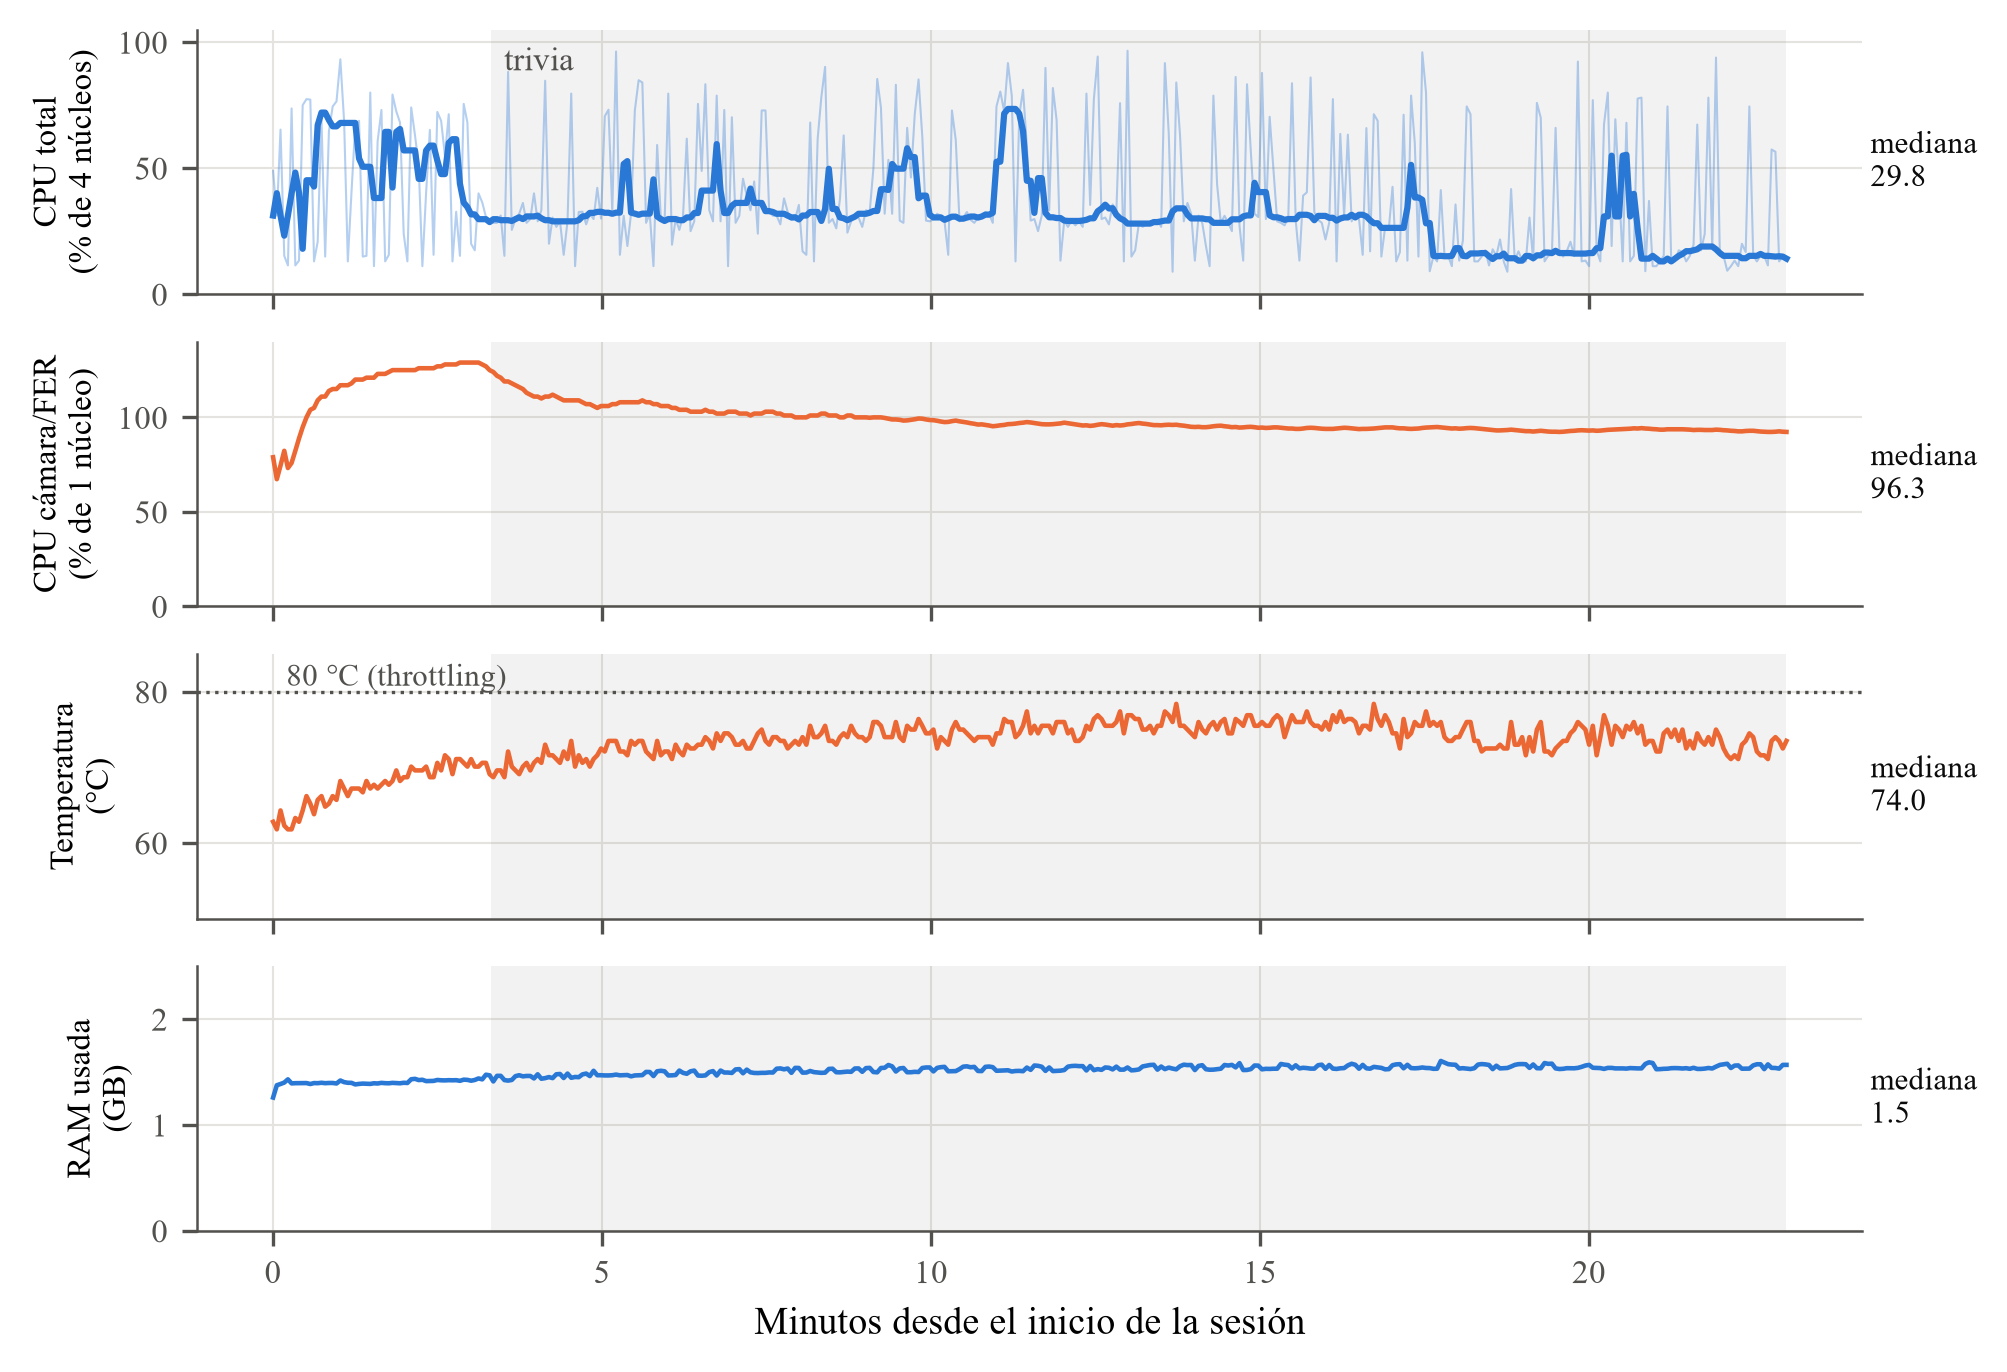 CPU total
(% de 4 núcleos)
100
50
0
trivia
mediana
29.8
CPU cámara/FER
(% de 1 núcleo)
100
50
0
mediana
96.3
Temperatura
(°C)
80
60
80 °C (throttling)
mediana
74.0
RAM usada
(GB)
2
1
0
mediana
1.5
0 5 10 15 20
Minutos desde el inicio de la sesión